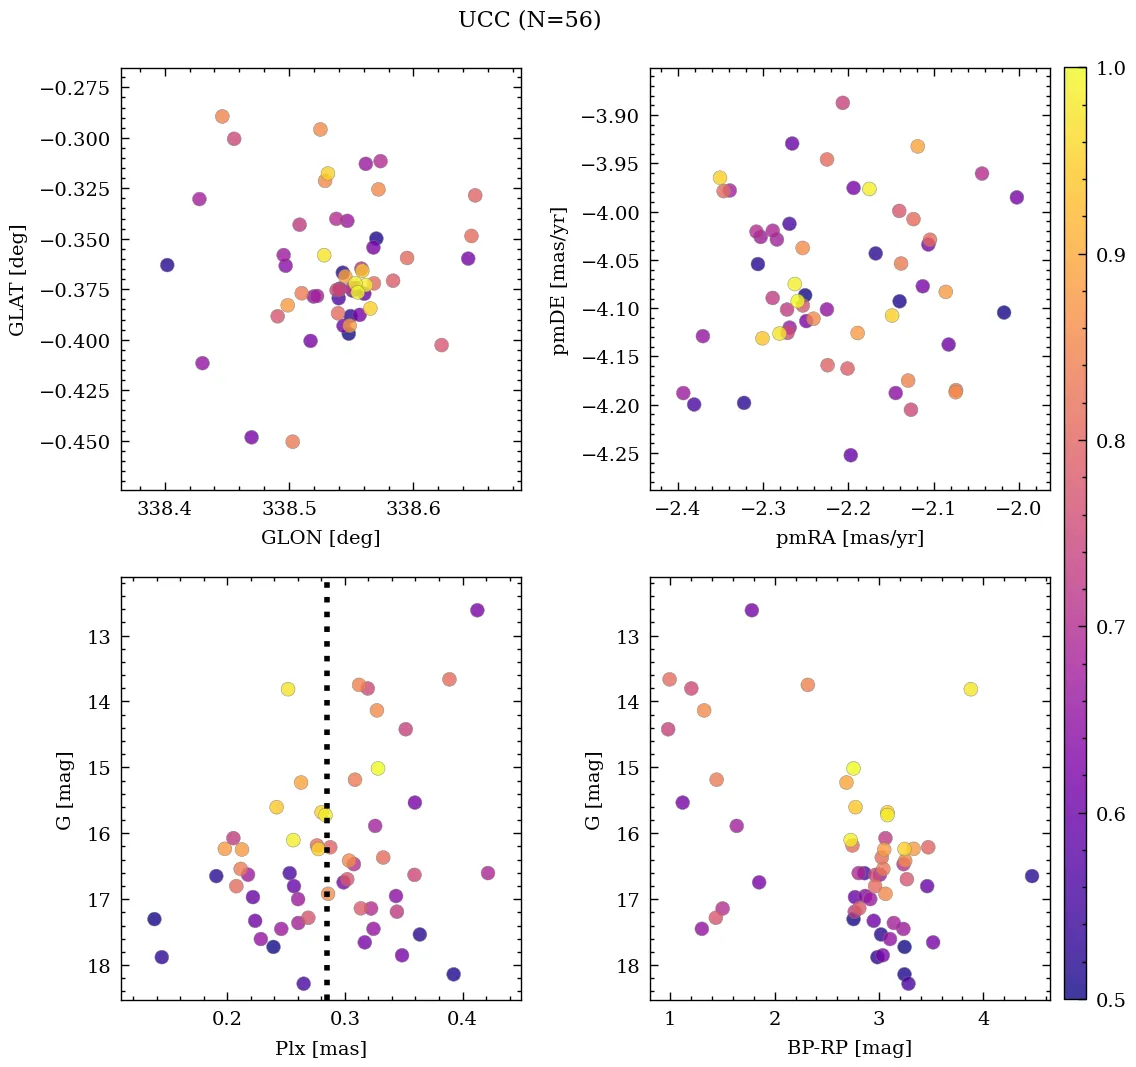 UCC (N=56)
−0.275
−0.300
−0.325
−0.350
−0.375
−0.400
−0.425
−0.450
GLAT [deg]
338.4 338.5 338.6
GLON [deg]
−3.90
−3.95
−4.00
−4.05
−4.10
−4.15
−4.20
−4.25
pmDE [mas/yr]
−2.4 −2.3 −2.2 −2.1 −2.0
pmRA [mas/yr]
13
14
15
16
17
18
G [mag]
0.2 0.3 0.4
Plx [mas]
13
14
15
16
17
18
G [mag]
1 2 3 4
BP-RP [mag]
1.0
0.9
0.8
0.7
0.6
0.5